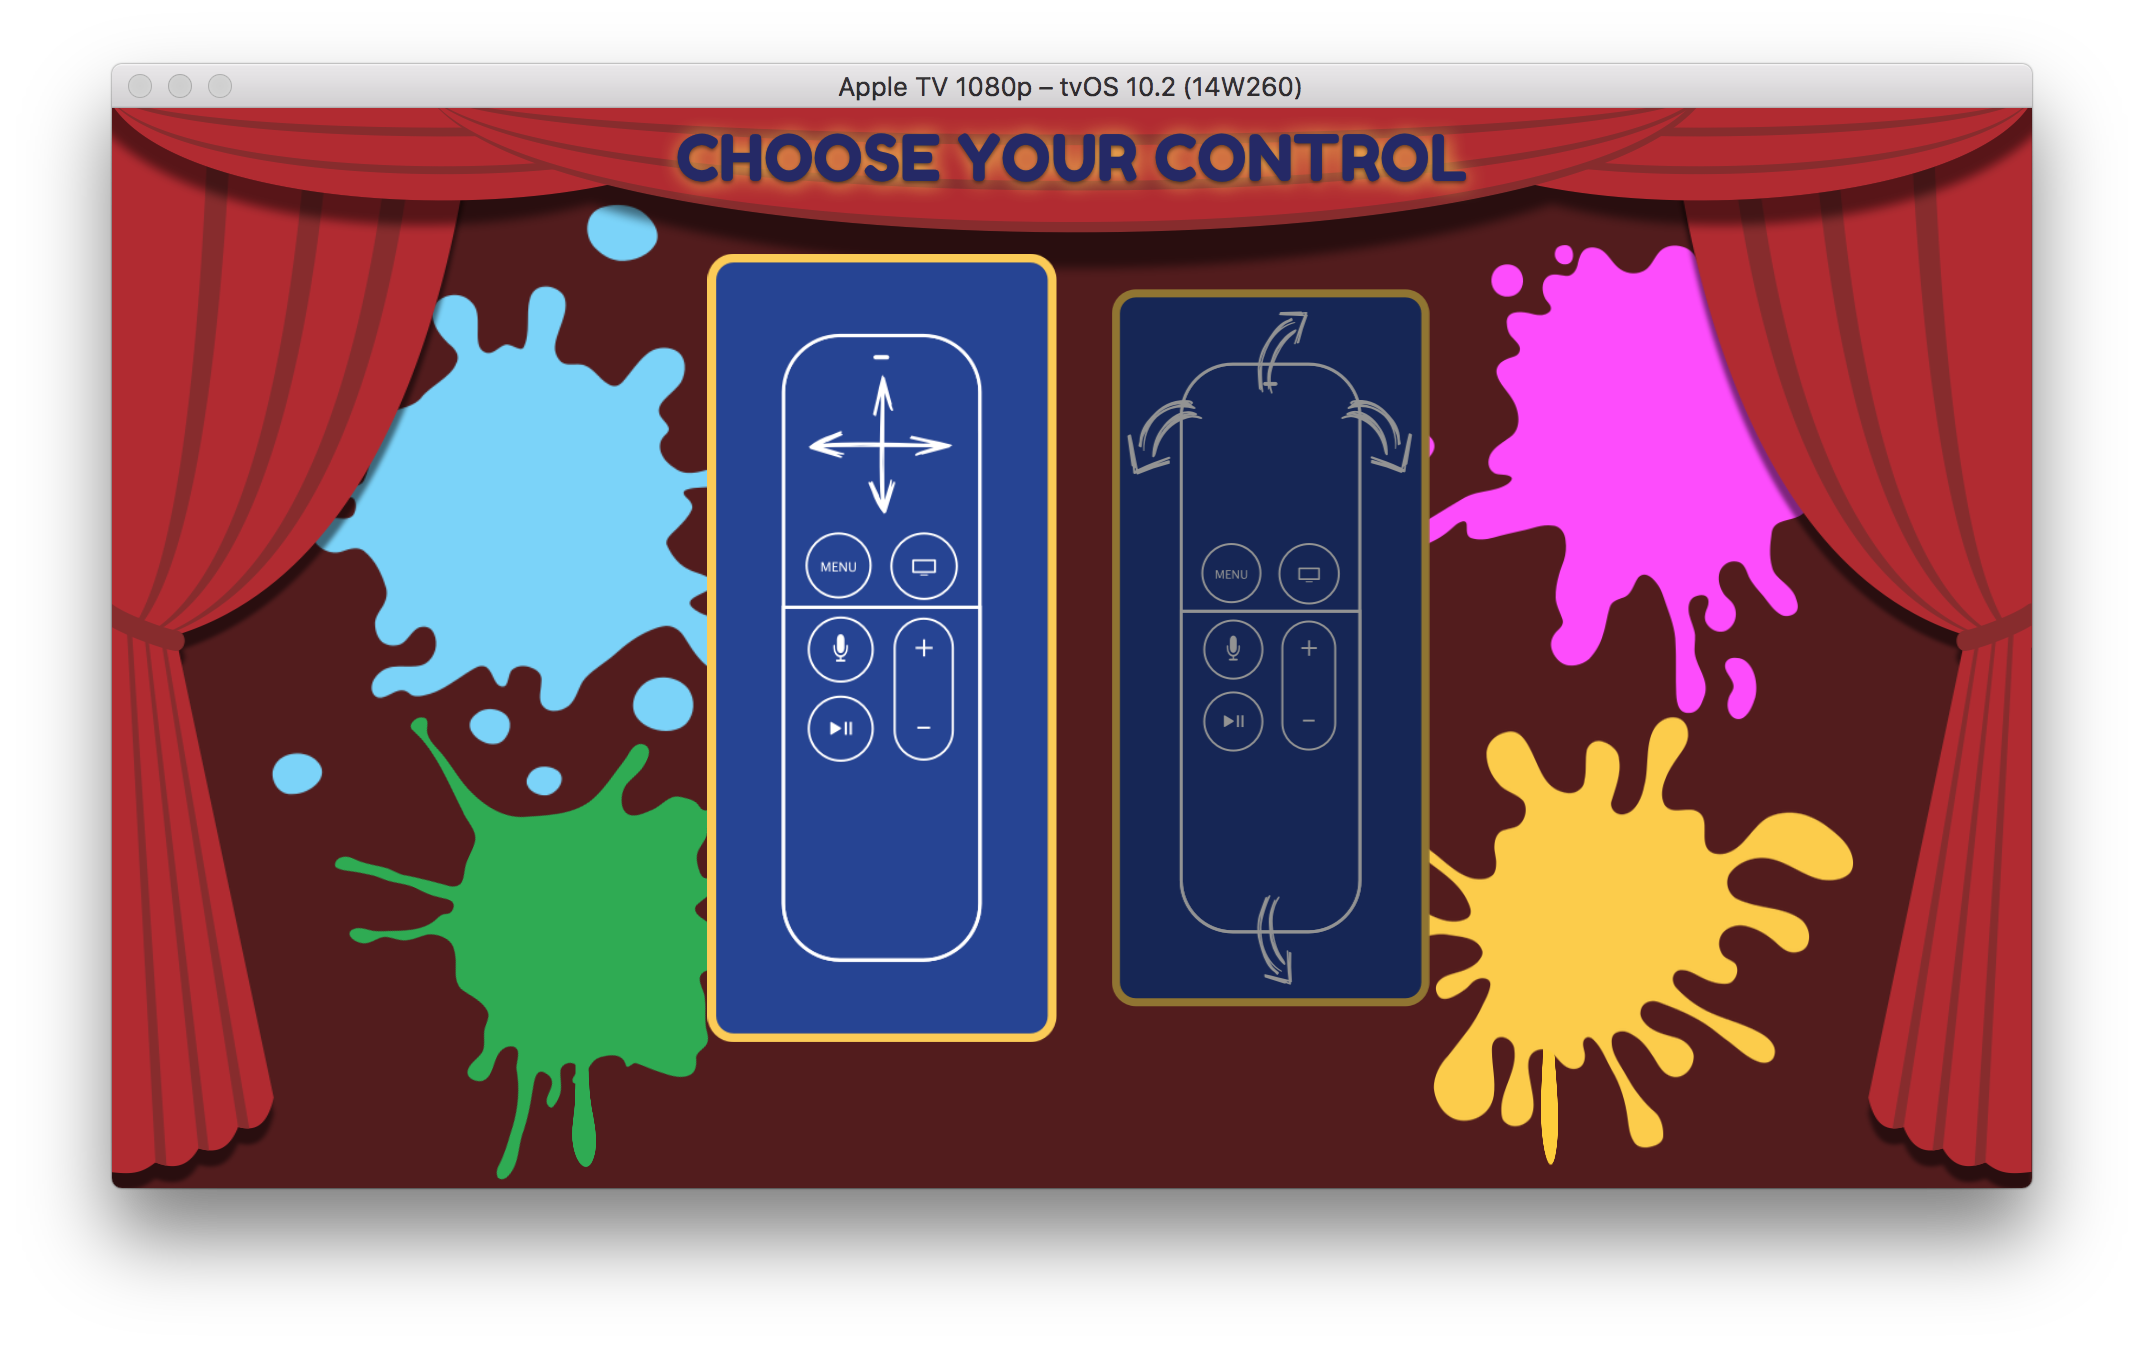 Apple TV 1080p – tvOS 10.2 (14W260)
CHOOSE YOUR CONTROL
MENU
+
−
MENU
+
−